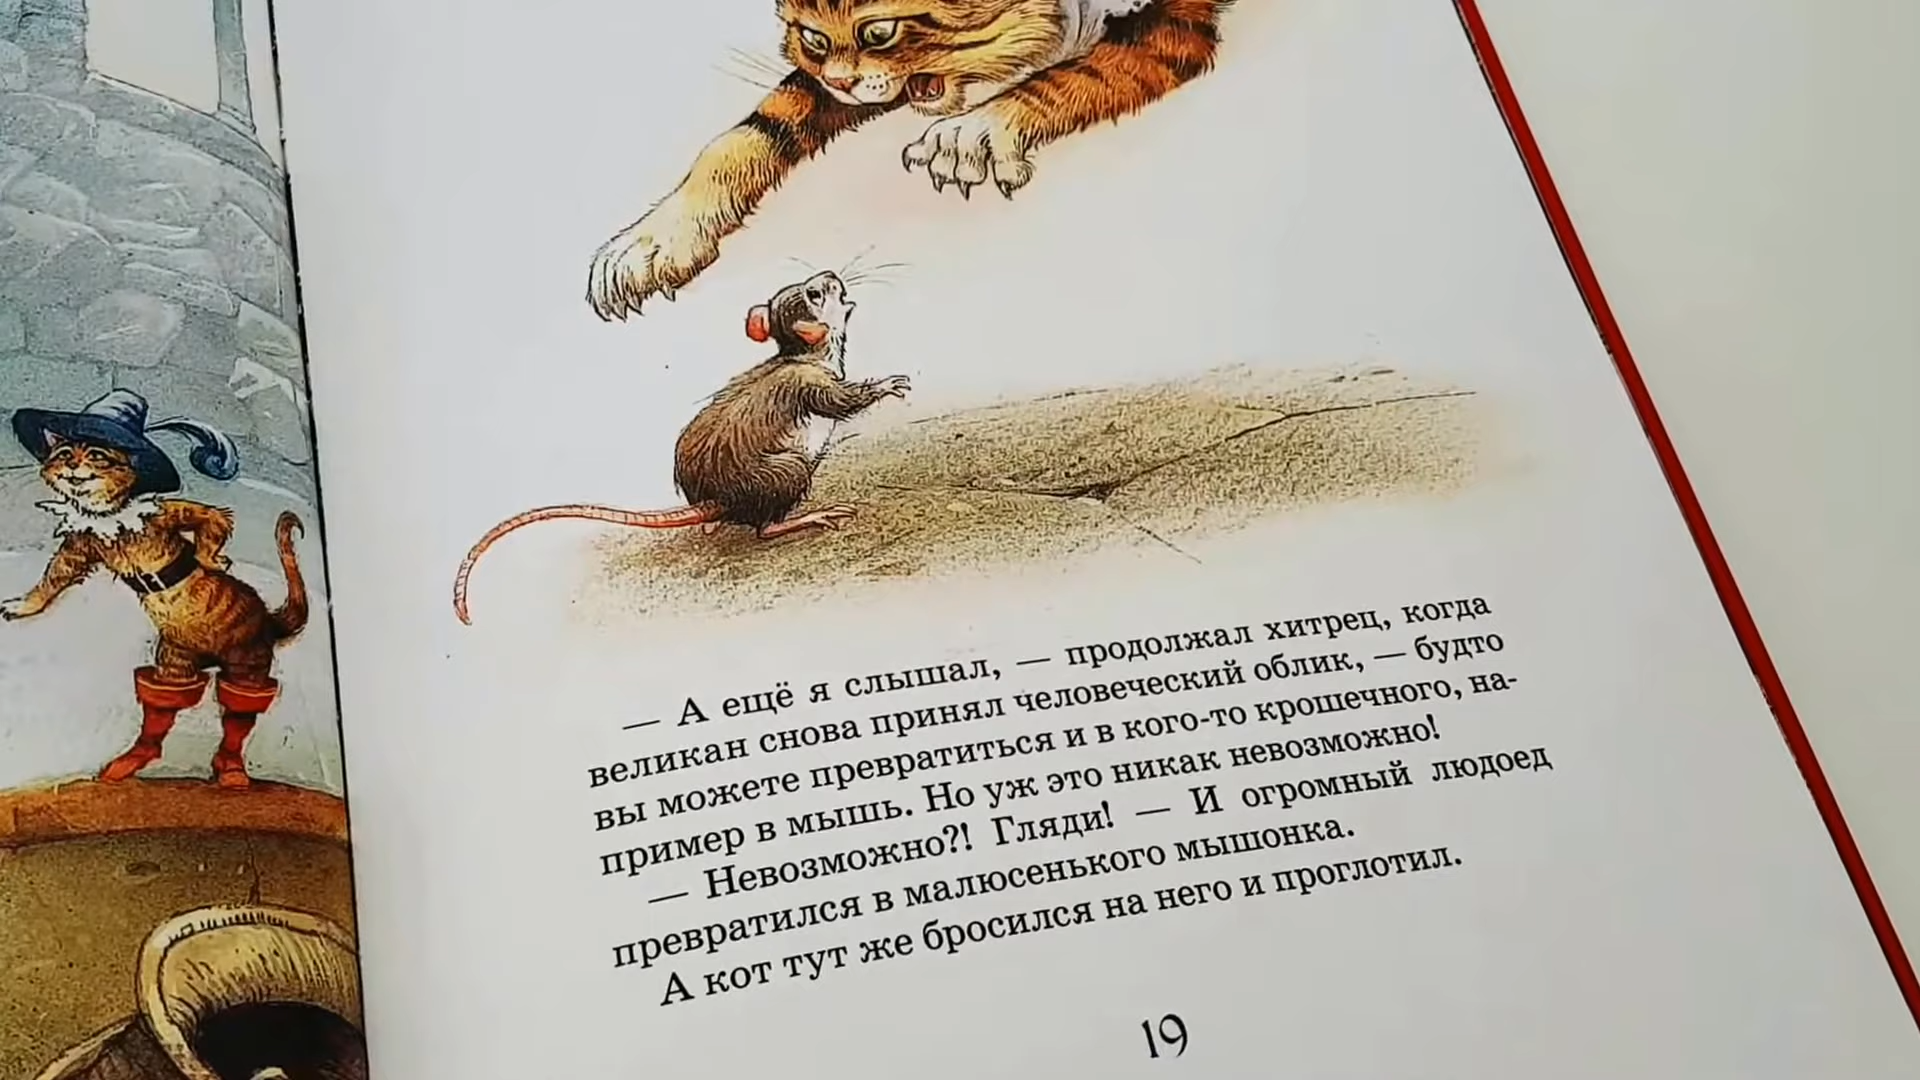 — А ещё я слышал, — продолжал хитрец, когда
великан снова принял человеческий облик, — будто
вы можете превратиться и в кого-то крошечного, на-
пример в мышь. Но уж это никак невозможно!
— Невозможно?! Гляди! — И огромный людоед
превратился в малюсенького мышонка.
А кот тут же бросился на него и проглотил.
19